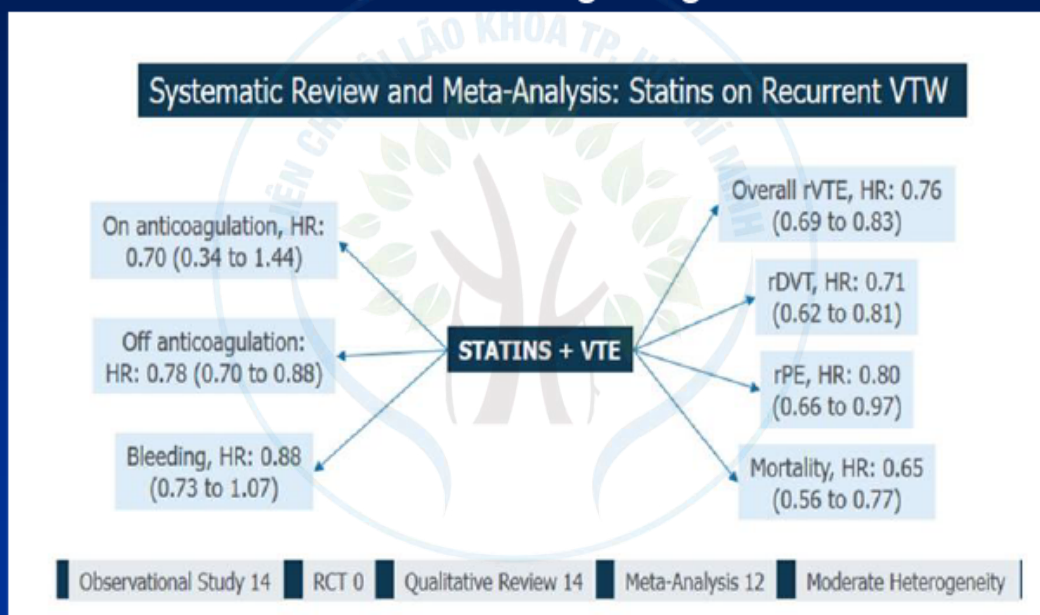 Systematic Review and Meta-Analysis: Statins on Recurrent VTW
On anticoagulation, HR:
0.70 (0.34 to 1.44)
Off anticoagulation:
HR: 0.78 (0.70 to 0.88)
Bleeding, HR: 0.88
(0.73 to 1.07)
STATINS + VTE
Overall rVTE, HR: 0.76
(0.69 to 0.83)
rDVT, HR: 0.71
(0.62 to 0.81)
rPE, HR: 0.80
(0.66 to 0.97)
Mortality, HR: 0.65
(0.56 to 0.77)
Observational Study 14
RCT 0
Qualitative Review 14
Meta-Analysis 12
Moderate Heterogeneity
LÃO KHOA TP.